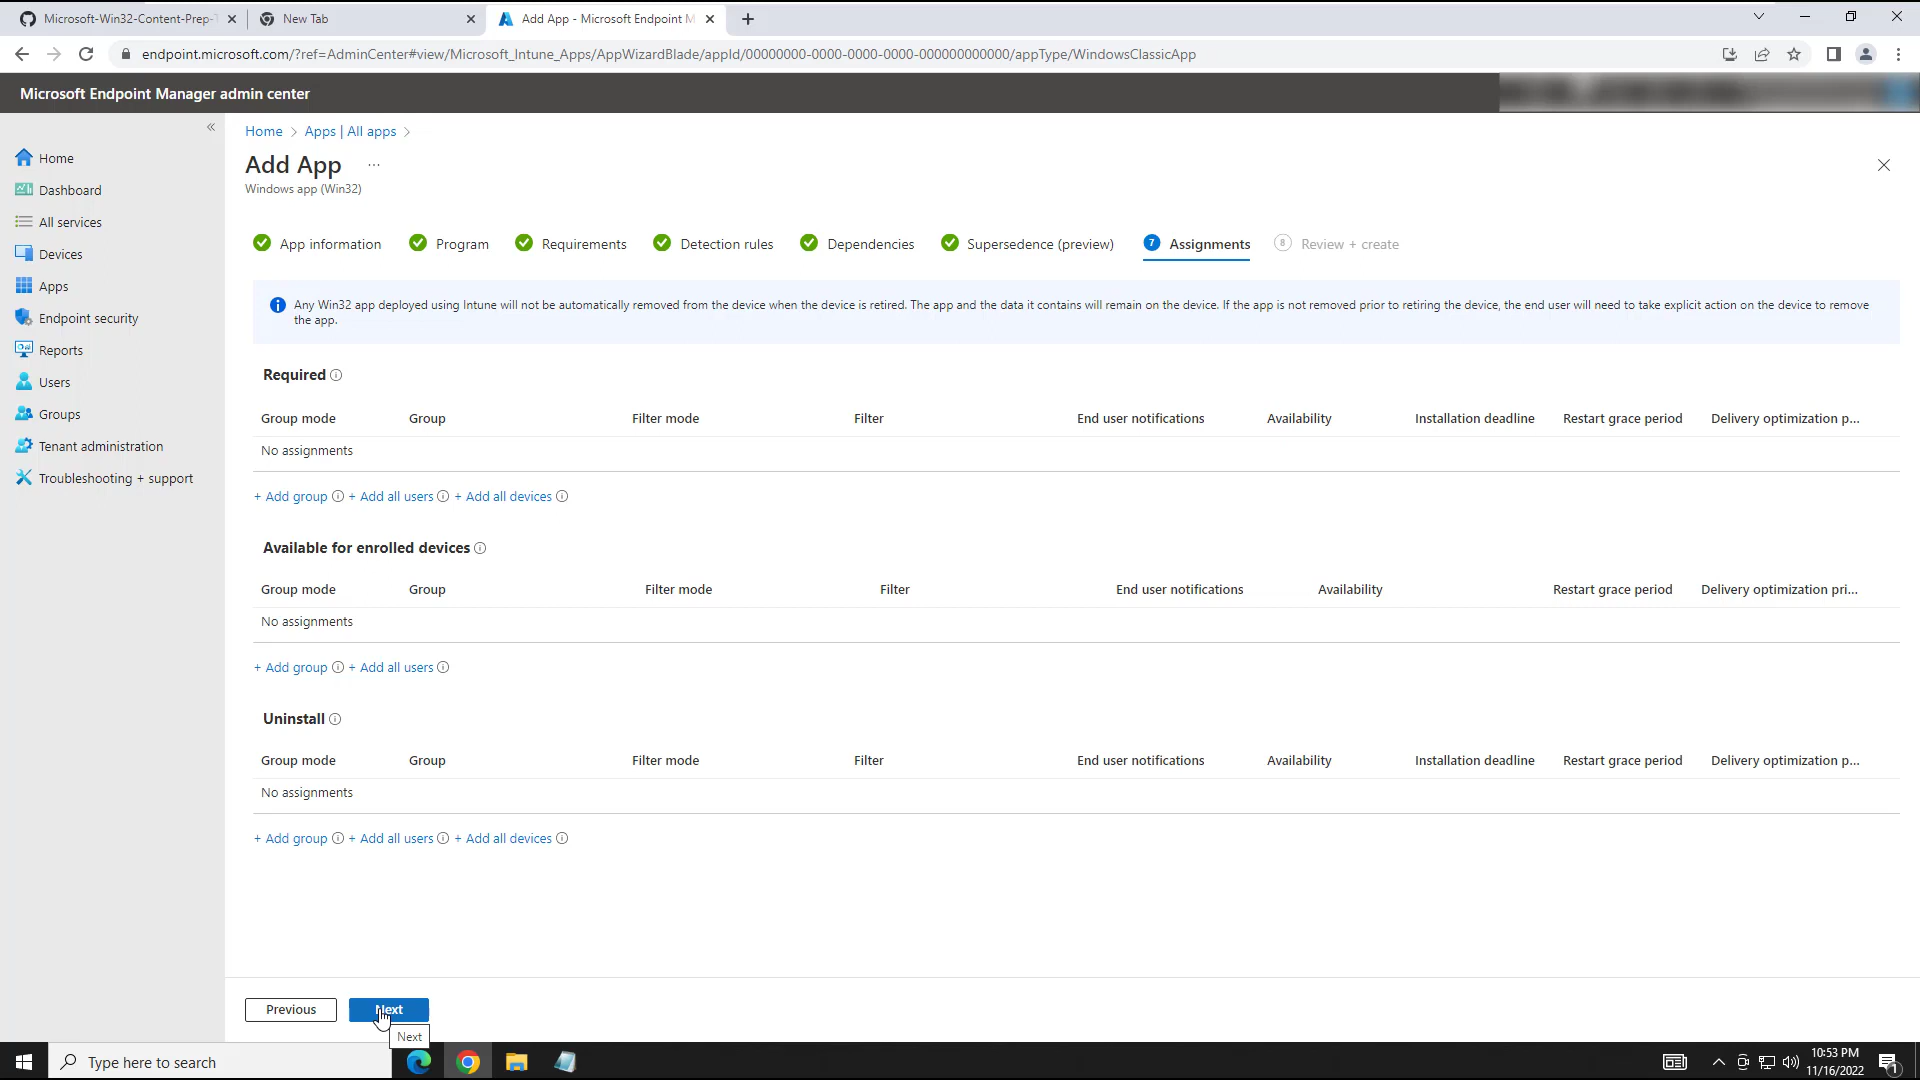 Microsoft-Win32-Content-Prep-T
New Tab
Add App - Microsoft Endpoint M
endpoint.microsoft.com/?ref=AdminCenter#view/Microsoft_Intune_Apps/AppWizardBlade/appId/00000000-0000-0000-0000-000000000000/appType/WindowsClassicApp
Microsoft Endpoint Manager admin center
Home
Dashboard
All services
Devices
Apps
Endpoint security
Reports
Users
Groups
Tenant administration
Troubleshooting + support
Home > Apps | All apps >
Add App ...
Windows app (Win32)
App information Program Requirements Detection rules Dependencies Supersedence (preview) 7 Assignments 8 Review + create
Any Win32 app deployed using Intune will not be automatically removed from the device when the device is retired. The app and the data it contains will remain on the device. If the app is not removed prior to retiring the device, the end user will need to take explicit action on the device to remove
the app.
Required
Group mode Group Filter mode Filter End user notifications Availability Installation deadline Restart grace period Delivery optimization p...
No assignments
+ Add group + Add all users + Add all devices
Available for enrolled devices
Group mode Group Filter mode Filter End user notifications Availability Restart grace period Delivery optimization pri...
No assignments
+ Add group + Add all users
Uninstall
Group mode Group Filter mode Filter End user notifications Availability Installation deadline Restart grace period Delivery optimization p...
No assignments
+ Add group + Add all users + Add all devices
Previous Next
Next
Type here to search
10:53 PM
11/16/2022
1